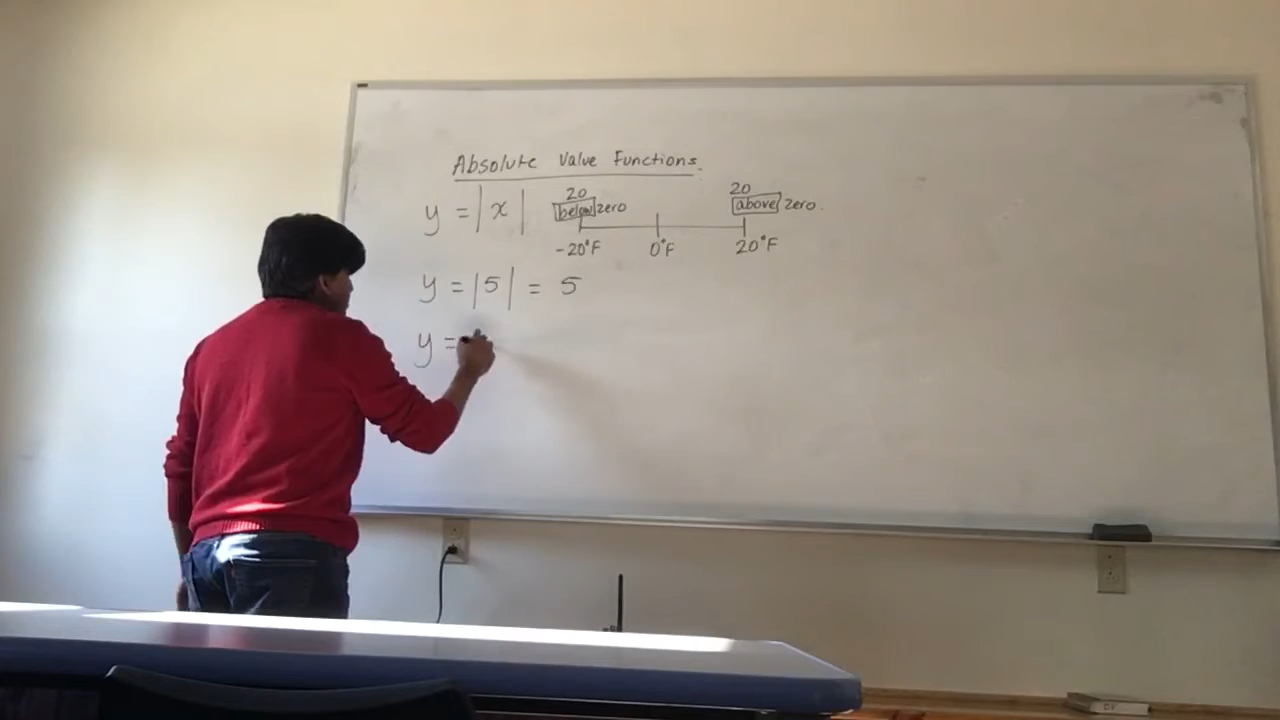 Absolute Value Functions.
y = |x|
20 20
below zero above zero.
-20°F 0°F 20°F
y = |5| = 5
y =